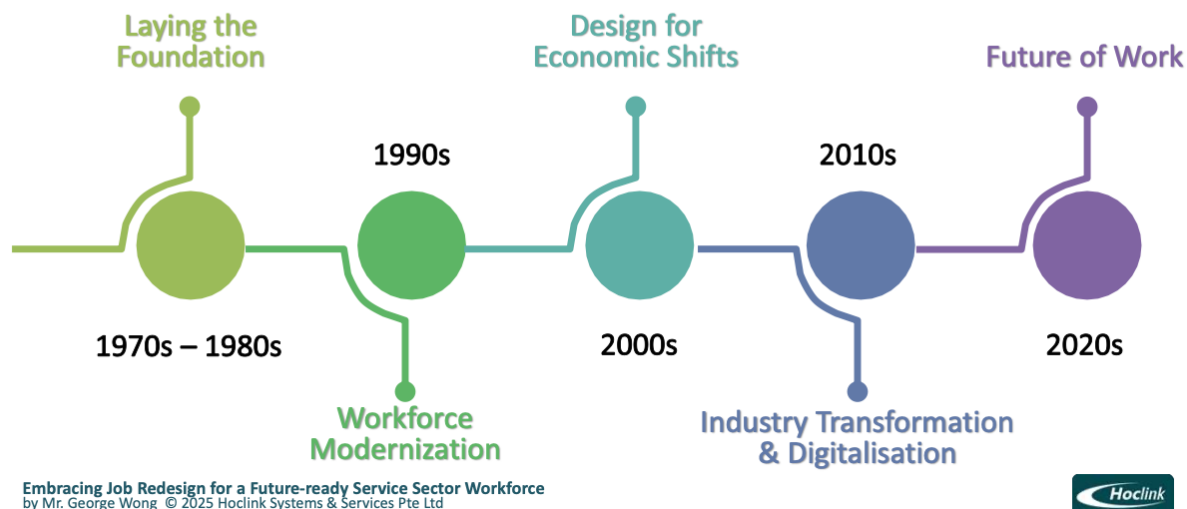 Laying the
Foundation
1970s – 1980s
1990s
Workforce
Modernization
Design for
Economic Shifts
2000s
2010s
Industry Transformation
& Digitalisation
Future of Work
2020s
Embracing Job Redesign for a Future-ready Service Sector Workforce
by Mr. George Wong © 2025 Hoclink Systems & Services Pte Ltd
Hoclink